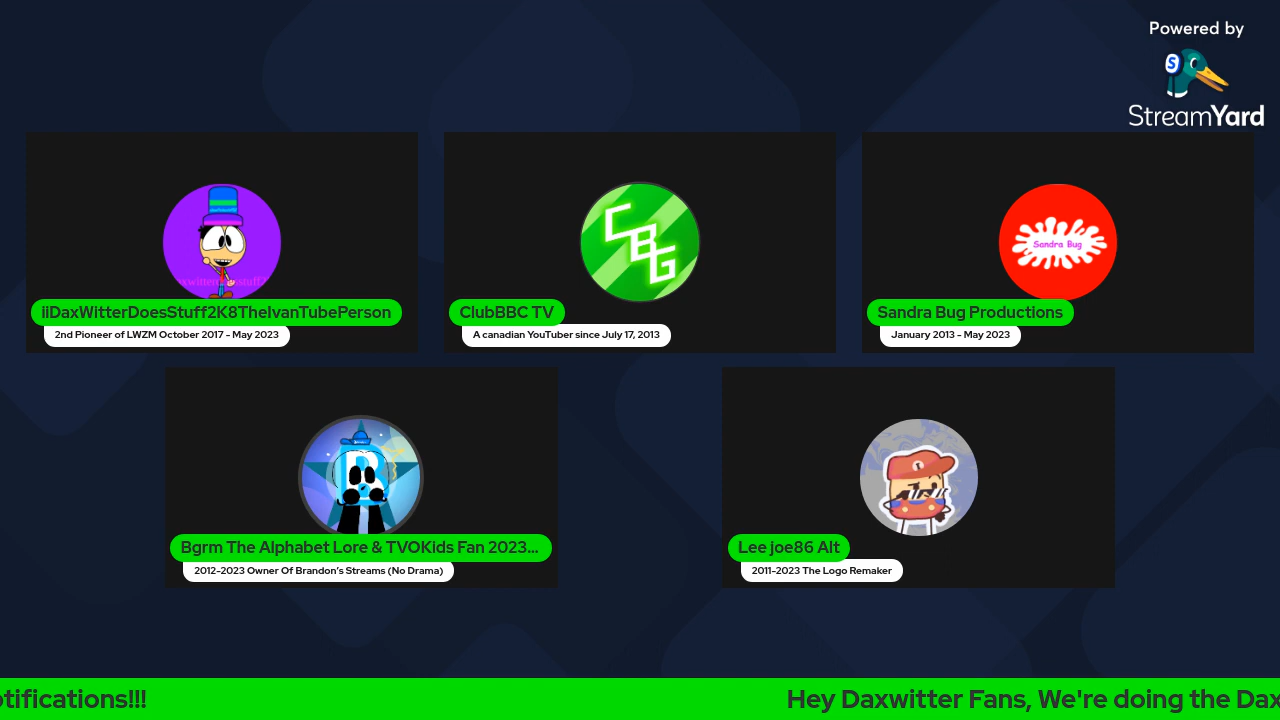 Powered by
StreamYard
CBG
Sandra Bug
iiDaxWitterDoesStuff2K8TheIvanTubePerson
2nd Pioneer of LWZM October 2017 - May 2023
ClubBBC TV
A canadian YouTuber since July 17, 2013
Sandra Bug Productions
January 2013 - May 2023
B
Bgrm The Alphabet Lore & TVOKids Fan 2023...
2012-2023 Owner Of Brandon's Streams (No Drama)
Lee joe86 Alt
2011-2023 The Logo Remaker
otifications!!! Hey Daxwitter Fans, We're doing the Dax